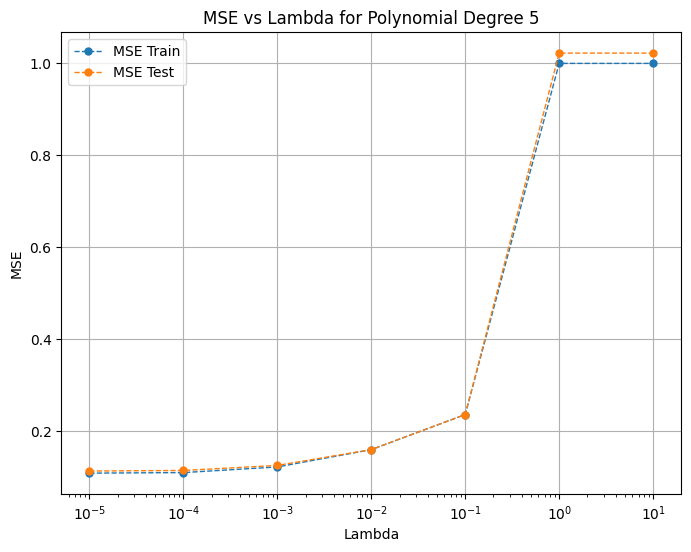 MSE vs Lambda for Polynomial Degree 5
MSE Train
MSE Test
MSE
1.0
0.8
0.6
0.4
0.2
10⁻⁵ 10⁻⁴ 10⁻³ 10⁻² 10⁻¹ 10⁰ 10¹
Lambda